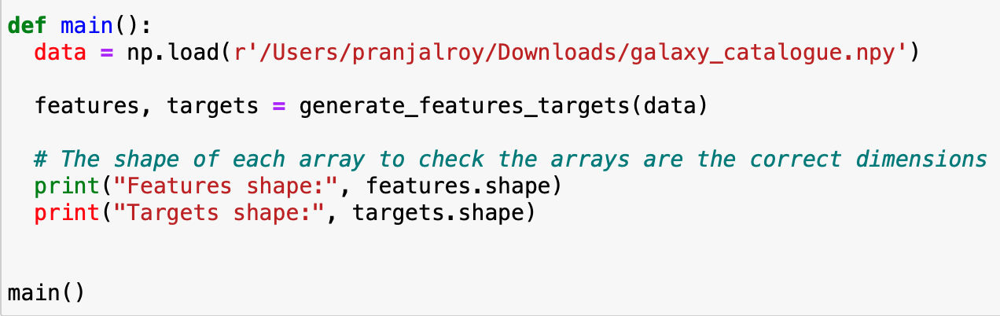 def main():
  data = np.load(r'/Users/pranjalroy/Downloads/galaxy_catalogue.npy')
  features, targets = generate_features_targets(data)
  # The shape of each array to check the arrays are the correct dimensions
  print("Features shape:", features.shape)
  print("Targets shape:", targets.shape)
main()